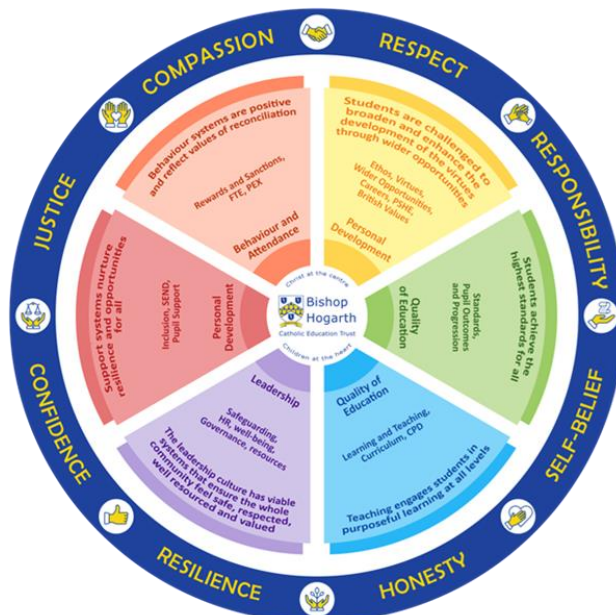 COMPASSION
RESPECT
RESPONSIBILITY
SELF-BELIEF
HONESTY
RESILIENCE
CONFIDENCE
JUSTICE
Behaviour systems are positive
and reflect values of reconciliation
Rewards and Sanctions,
FTE, PEX
Behaviour and
Attendance
Students are challenged to
broaden and enhance the
development of the virtues
through wider opportunities
Ethos, Virtues,
Wider Opportunities,
Careers, PSHE,
British Values
Personal
Development
Students achieve the
highest standards for all
Standards,
Pupil Outcomes
and Progression
Quality
of Education
Quality of
Education
Learning and Teaching,
Curriculum, CPD
Teaching engages students in
purposeful learning at all levels
Leadership
Safeguarding,
HR, well-being,
Governance, resources
The leadership culture has viable
systems that ensure the whole
community feel safe, respected,
well resourced and valued
Support systems nurture
resilience and opportunities
for all
Inclusion, SEND,
Pupil Support
Personal
Development
Christ at the centre
Bishop
Hogarth
Catholic Education Trust
Children at the heart